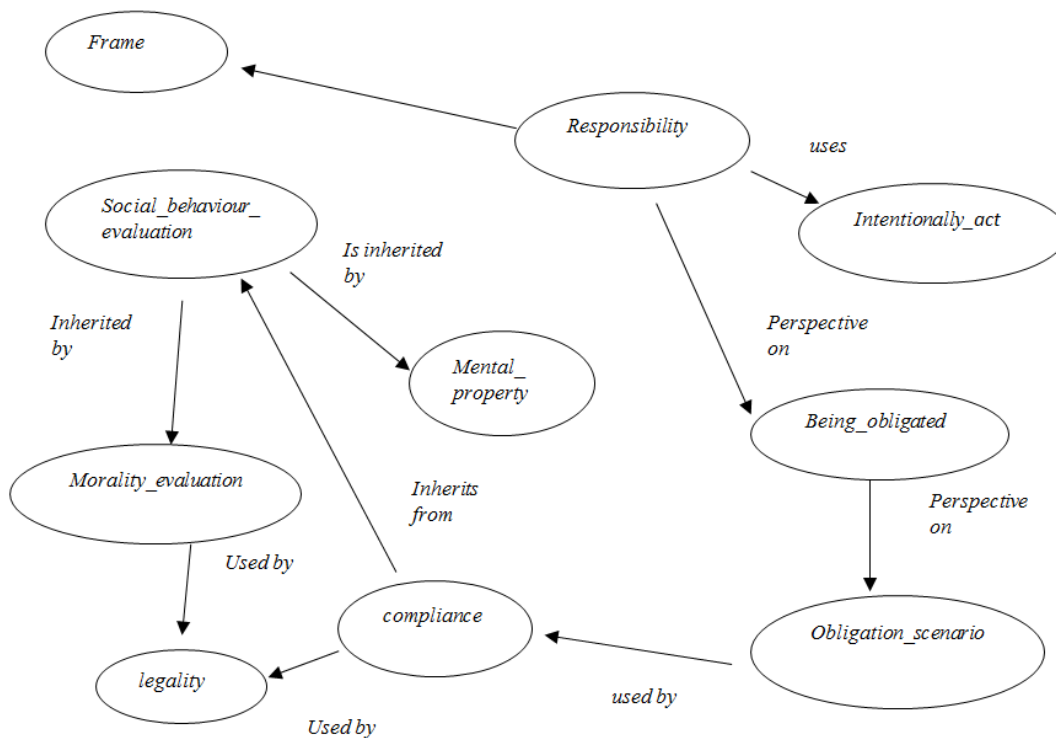 Frame
Responsibility
uses
Social_behaviour_
evaluation
Intentionally_act
Is inherited
by
Inherited
by
Perspective
on
Mental_
property
Being_obligated
Morality_evaluation
Inherits
from
Perspective
on
Used by
compliance
Obligation_scenario
legality
used by
Used by